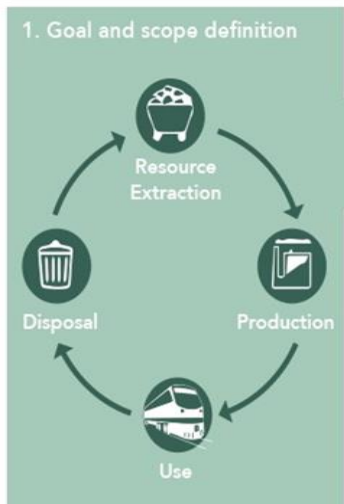 1. Goal and scope definition
Resource
Extraction
Disposal
Production
Use